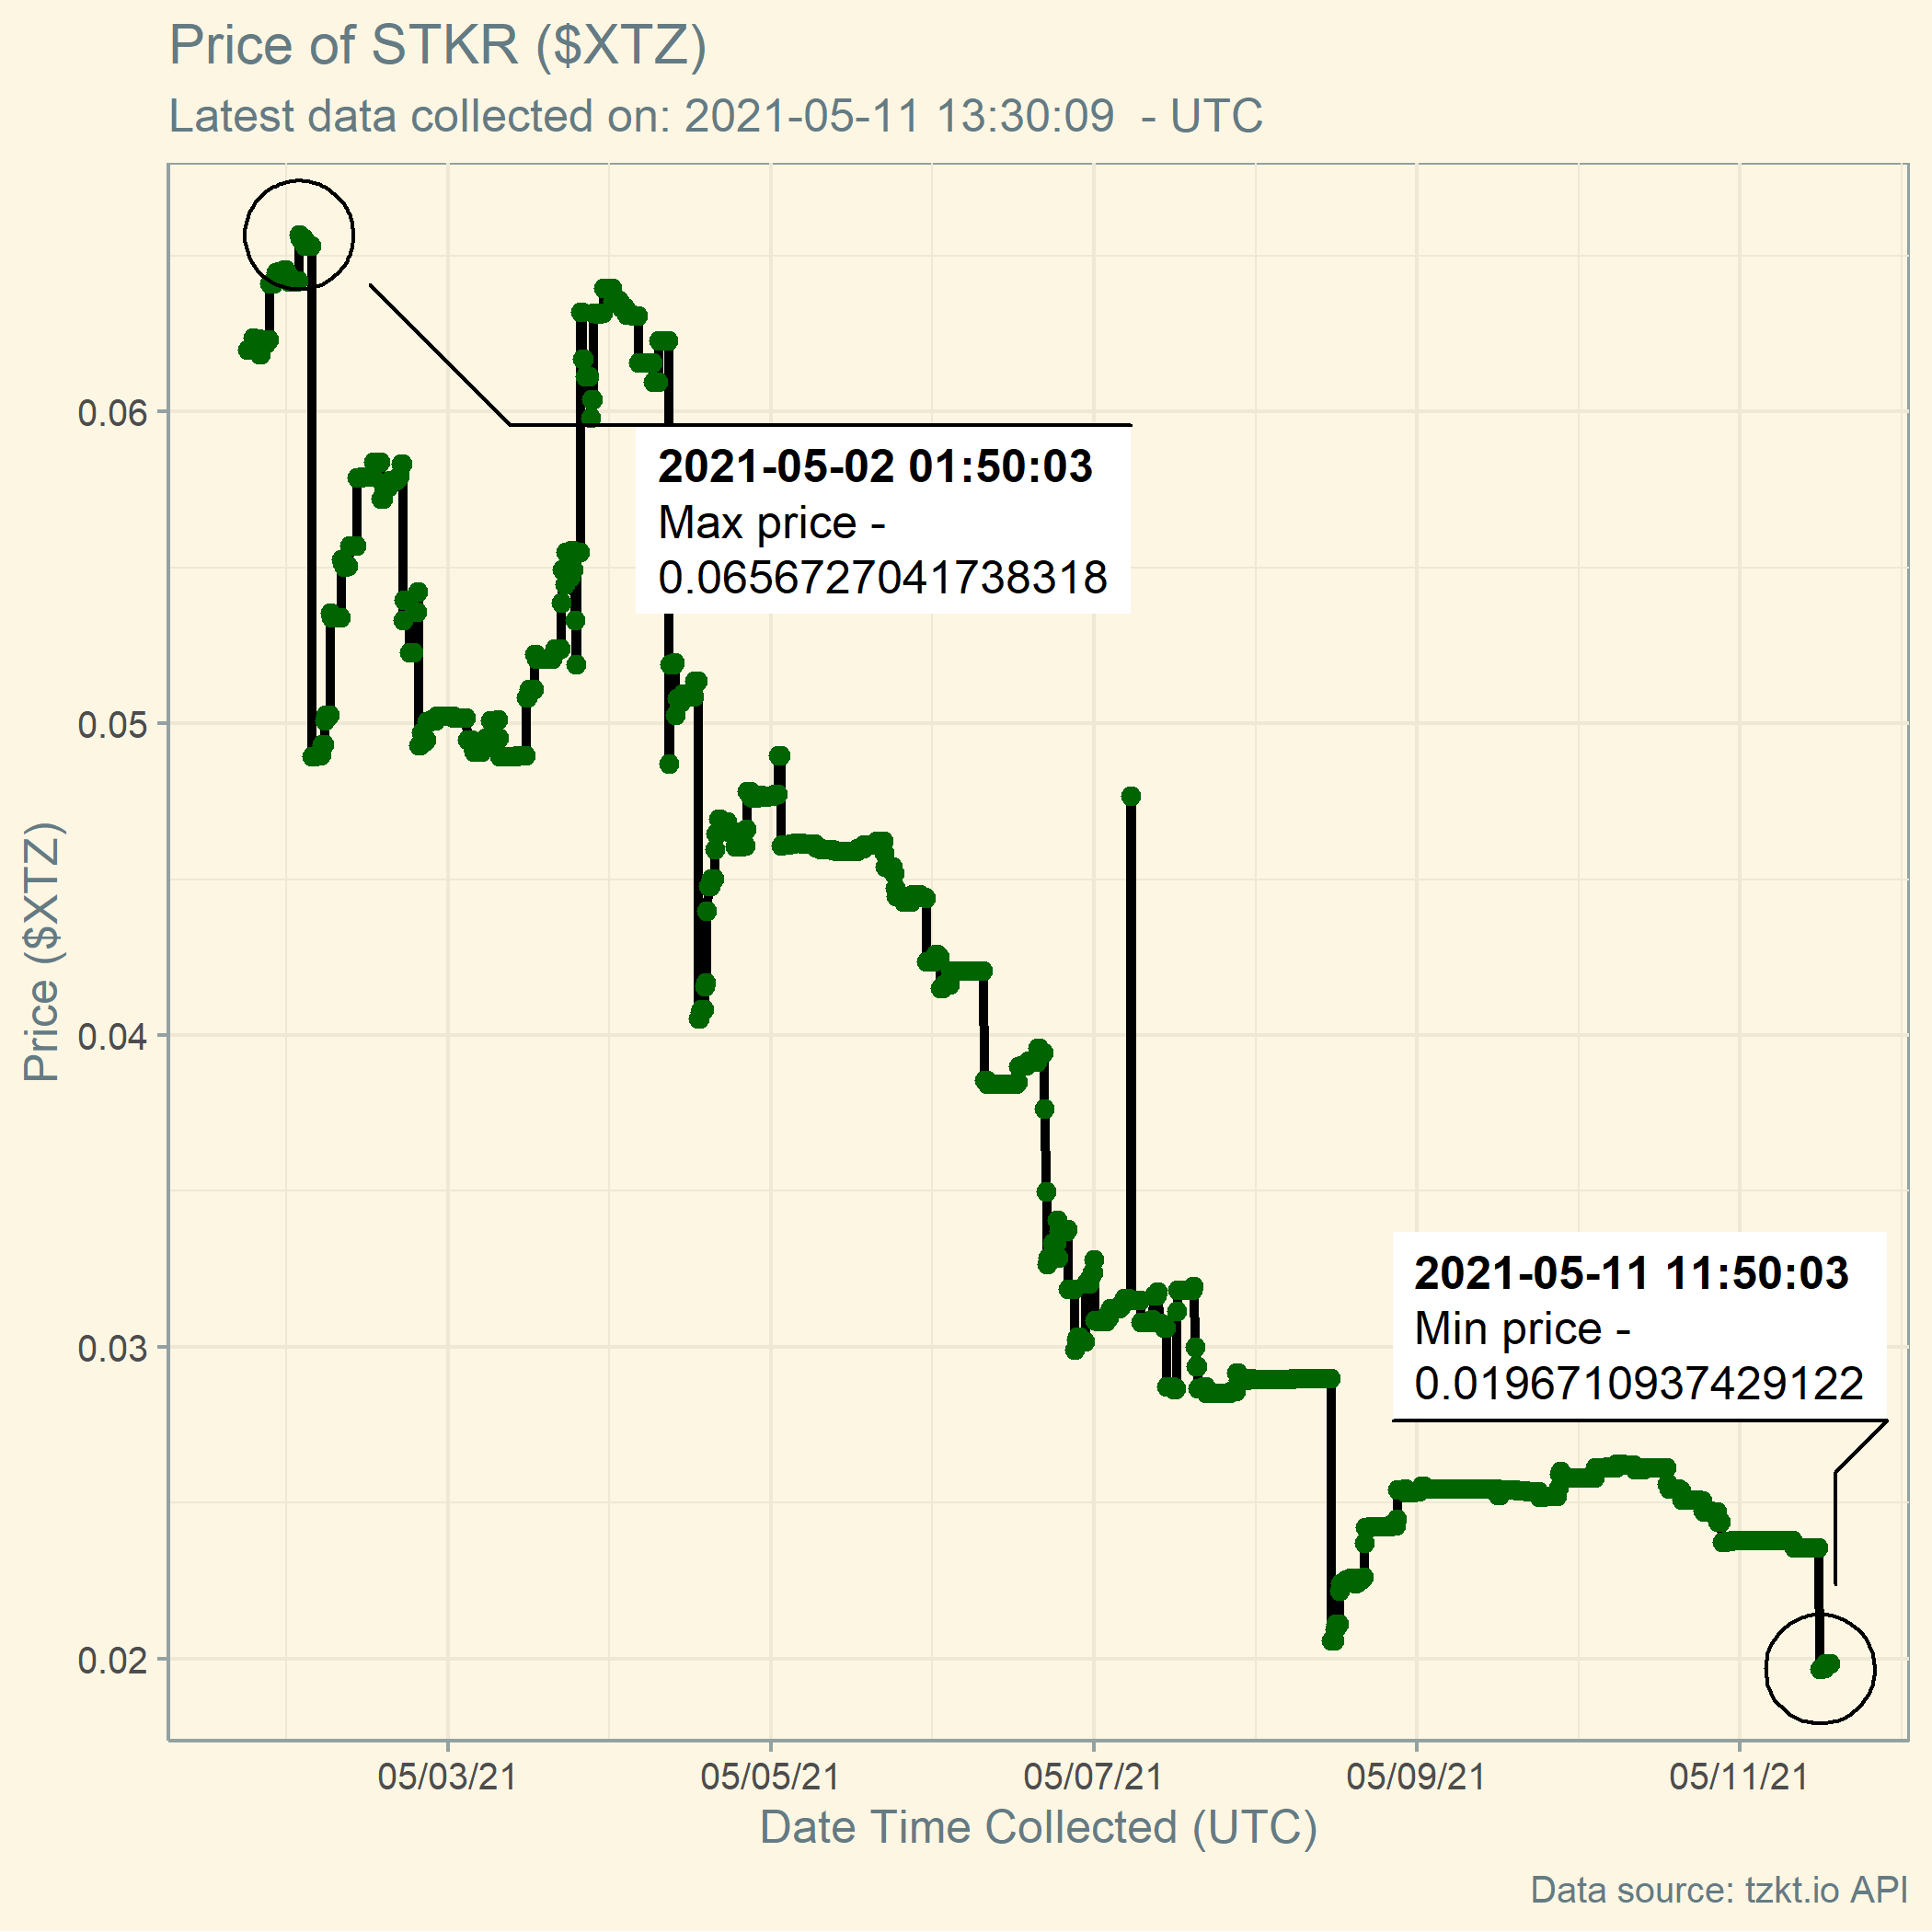 Price of STKR ($XTZ)
Latest data collected on: 2021-05-11 13:30:09  - UTC
2021-05-02 01:50:03
Max price -
0.0656727041738318
2021-05-11 11:50:03
Min price -
0.0196710937429122
Price ($XTZ)
0.06
0.05
0.04
0.03
0.02
05/03/21
05/05/21
05/07/21
05/09/21
05/11/21
Date Time Collected (UTC)
Data source: tzkt.io API